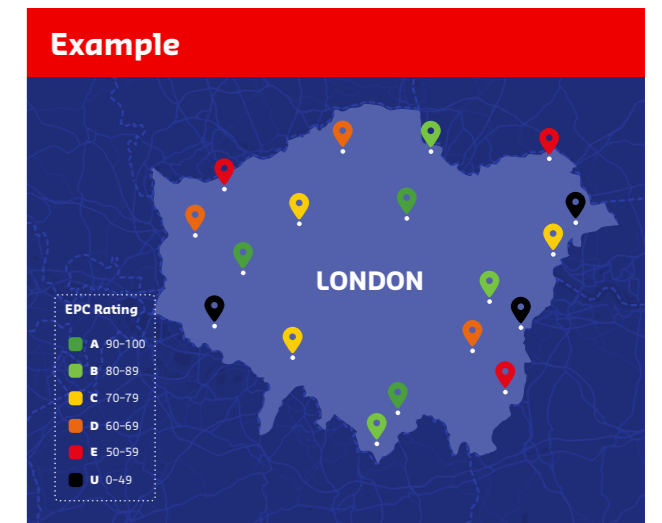 Example
LONDON
EPC Rating
A 90-100
B 80-89
C 70-79
D 60-69
E 50-59
U 0-49